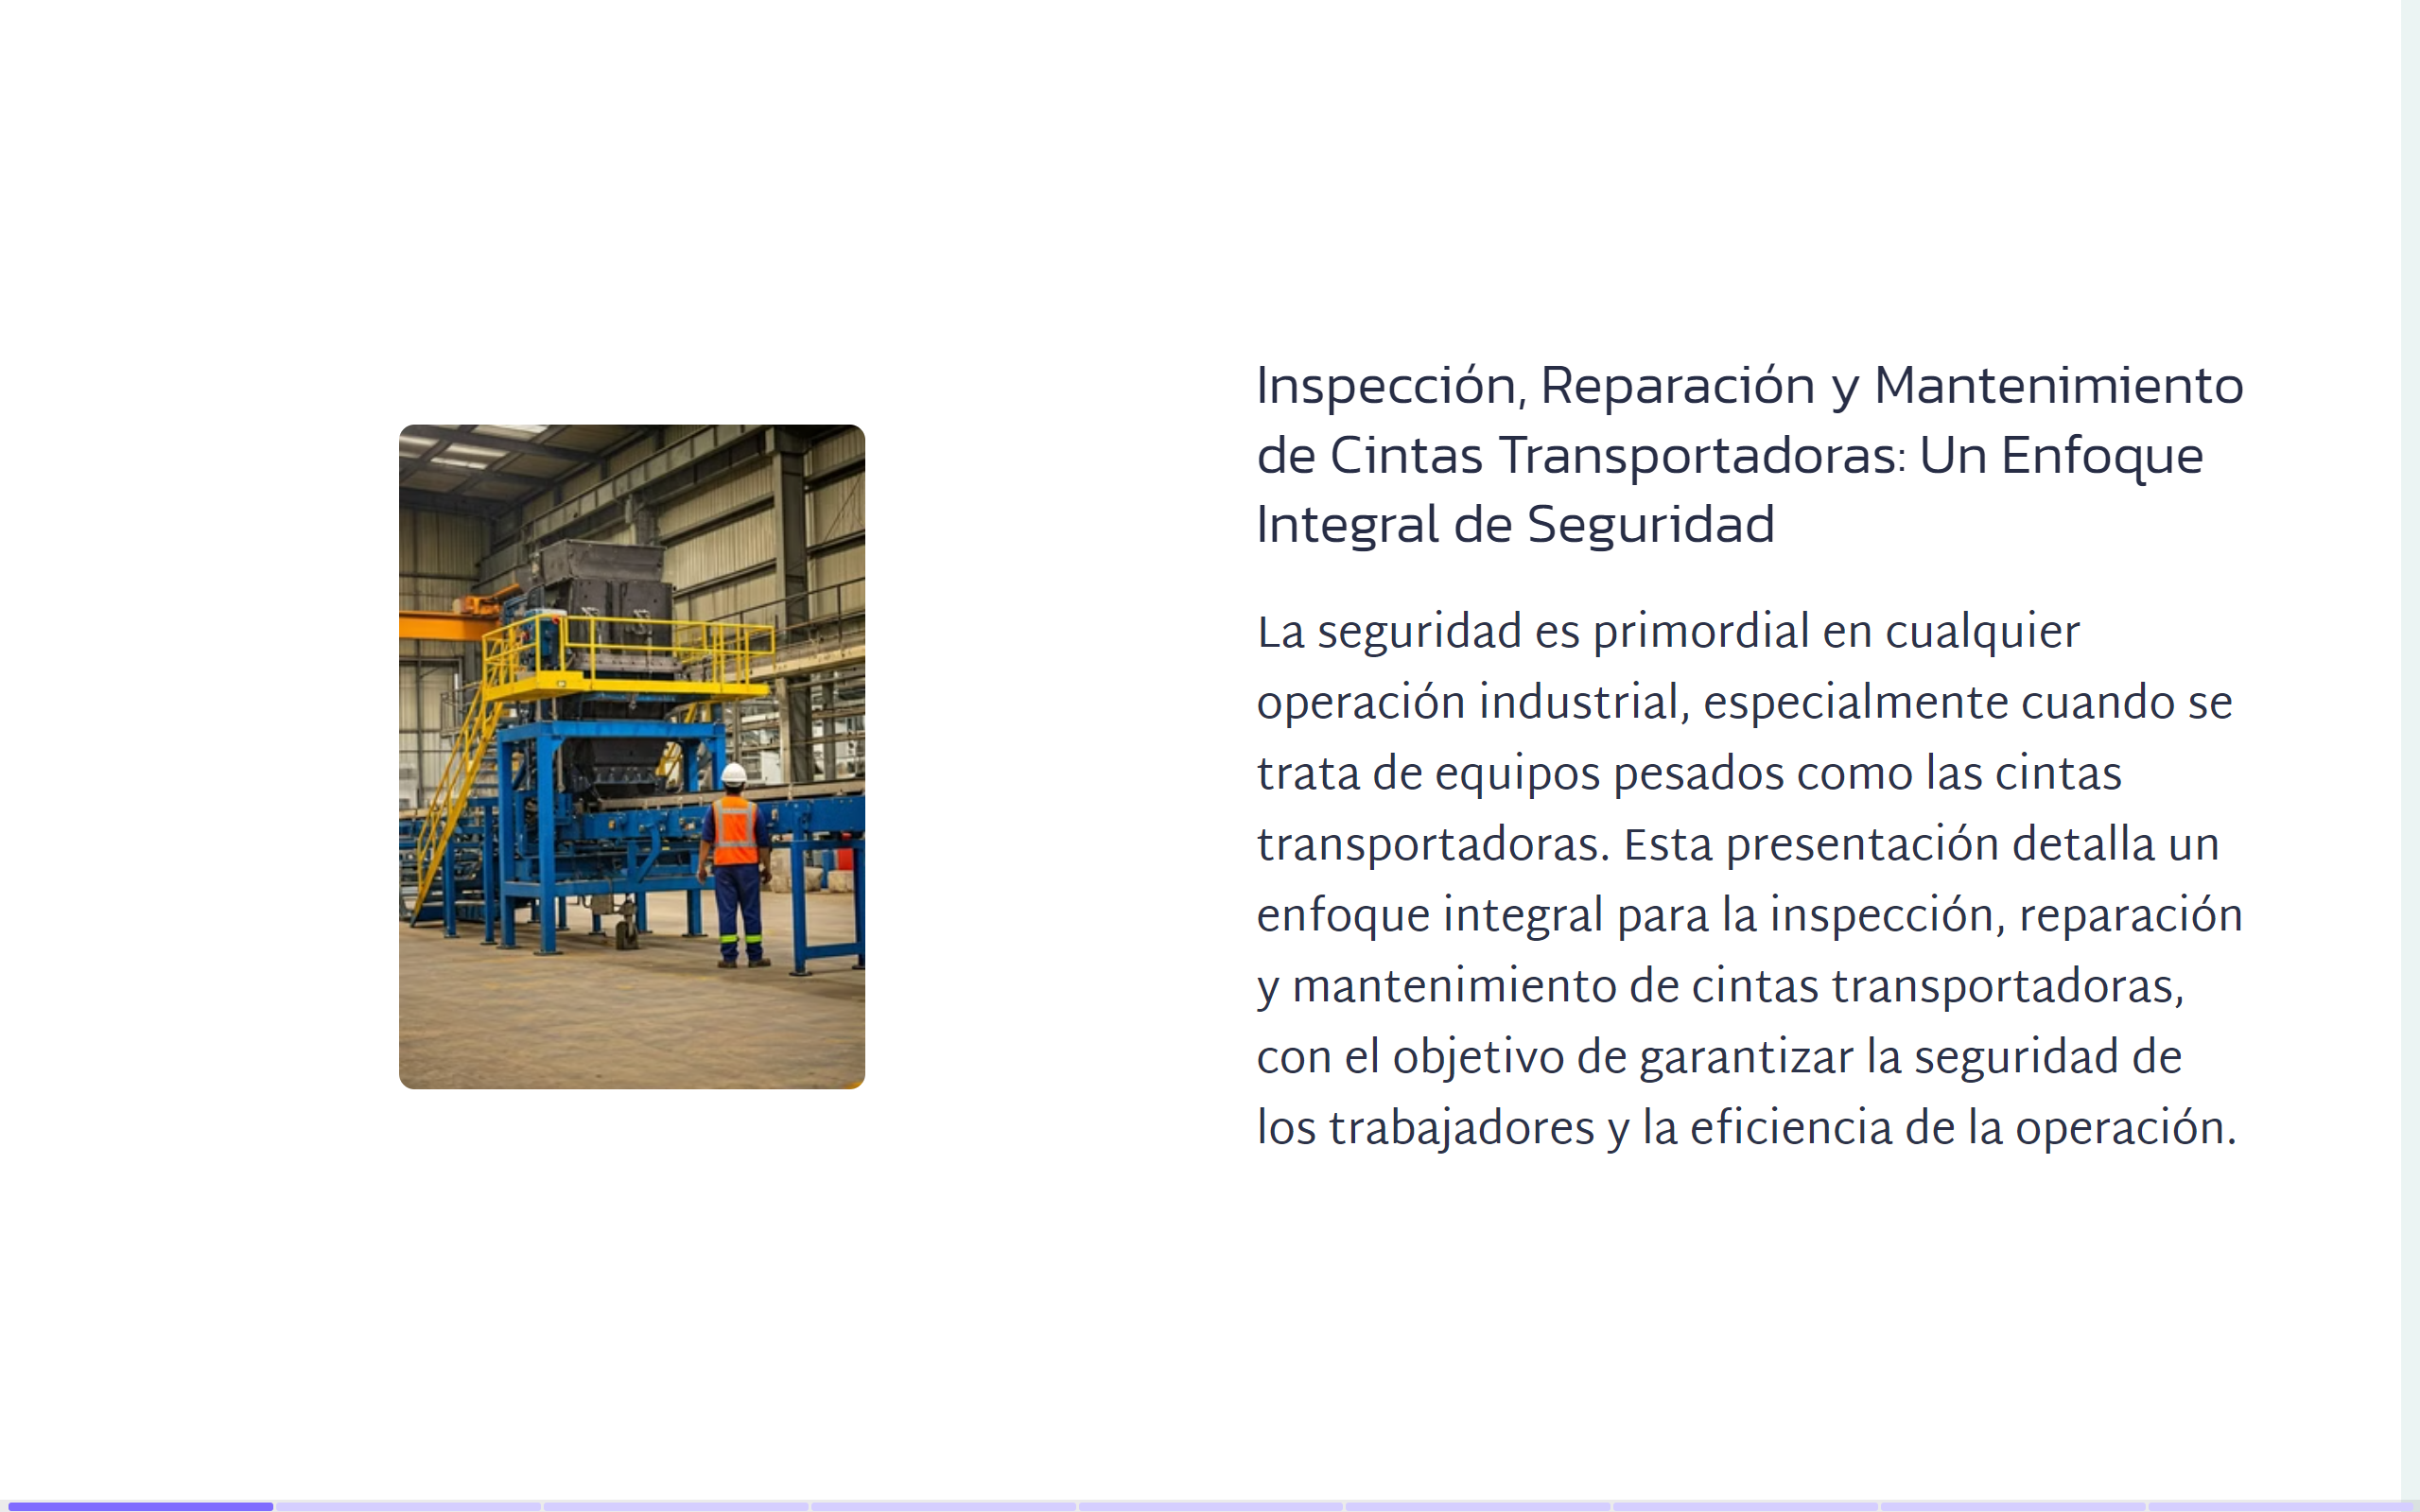 Inspección, Reparación y Mantenimiento
de Cintas Transportadoras: Un Enfoque
Integral de Seguridad
La seguridad es primordial en cualquier
operación industrial, especialmente cuando se
trata de equipos pesados como las cintas
transportadoras. Esta presentación detalla un
enfoque integral para la inspección, reparación
y mantenimiento de cintas transportadoras,
con el objetivo de garantizar la seguridad de
los trabajadores y la eficiencia de la operación.